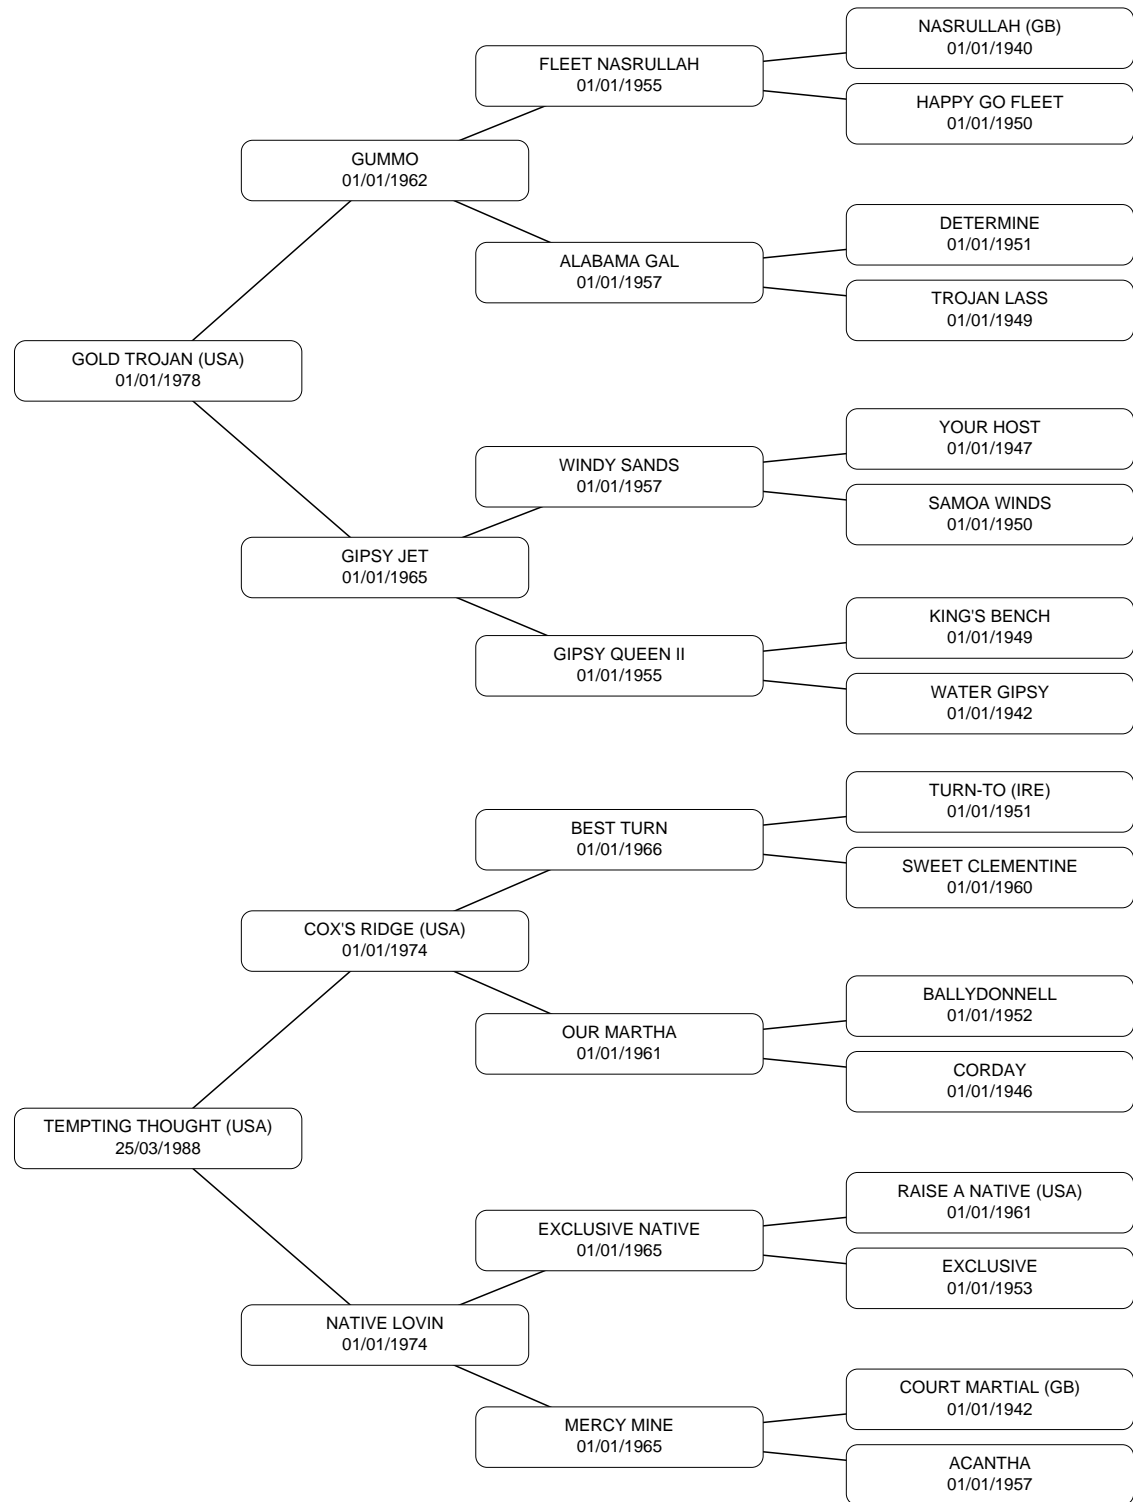 NASRULLAH (GB)
01/01/1940
FLEET NASRULLAH
01/01/1955
HAPPY GO FLEET
01/01/1950
GUMMO
01/01/1962
DETERMINE
01/01/1951
ALABAMA GAL
01/01/1957
TROJAN LASS
01/01/1949
GOLD TROJAN (USA)
01/01/1978
YOUR HOST
01/01/1947
WINDY SANDS
01/01/1957
SAMOA WINDS
01/01/1950
GIPSY JET
01/01/1965
KING'S BENCH
01/01/1949
GIPSY QUEEN II
01/01/1955
WATER GIPSY
01/01/1942
TURN-TO (IRE)
01/01/1951
BEST TURN
01/01/1966
SWEET CLEMENTINE
01/01/1960
COX'S RIDGE (USA)
01/01/1974
BALLYDONNELL
01/01/1952
OUR MARTHA
01/01/1961
CORDAY
01/01/1946
TEMPTING THOUGHT (USA)
25/03/1988
RAISE A NATIVE (USA)
01/01/1961
EXCLUSIVE NATIVE
01/01/1965
EXCLUSIVE
01/01/1953
NATIVE LOVIN
01/01/1974
COURT MARTIAL (GB)
01/01/1942
MERCY MINE
01/01/1965
ACANTHA
01/01/1957